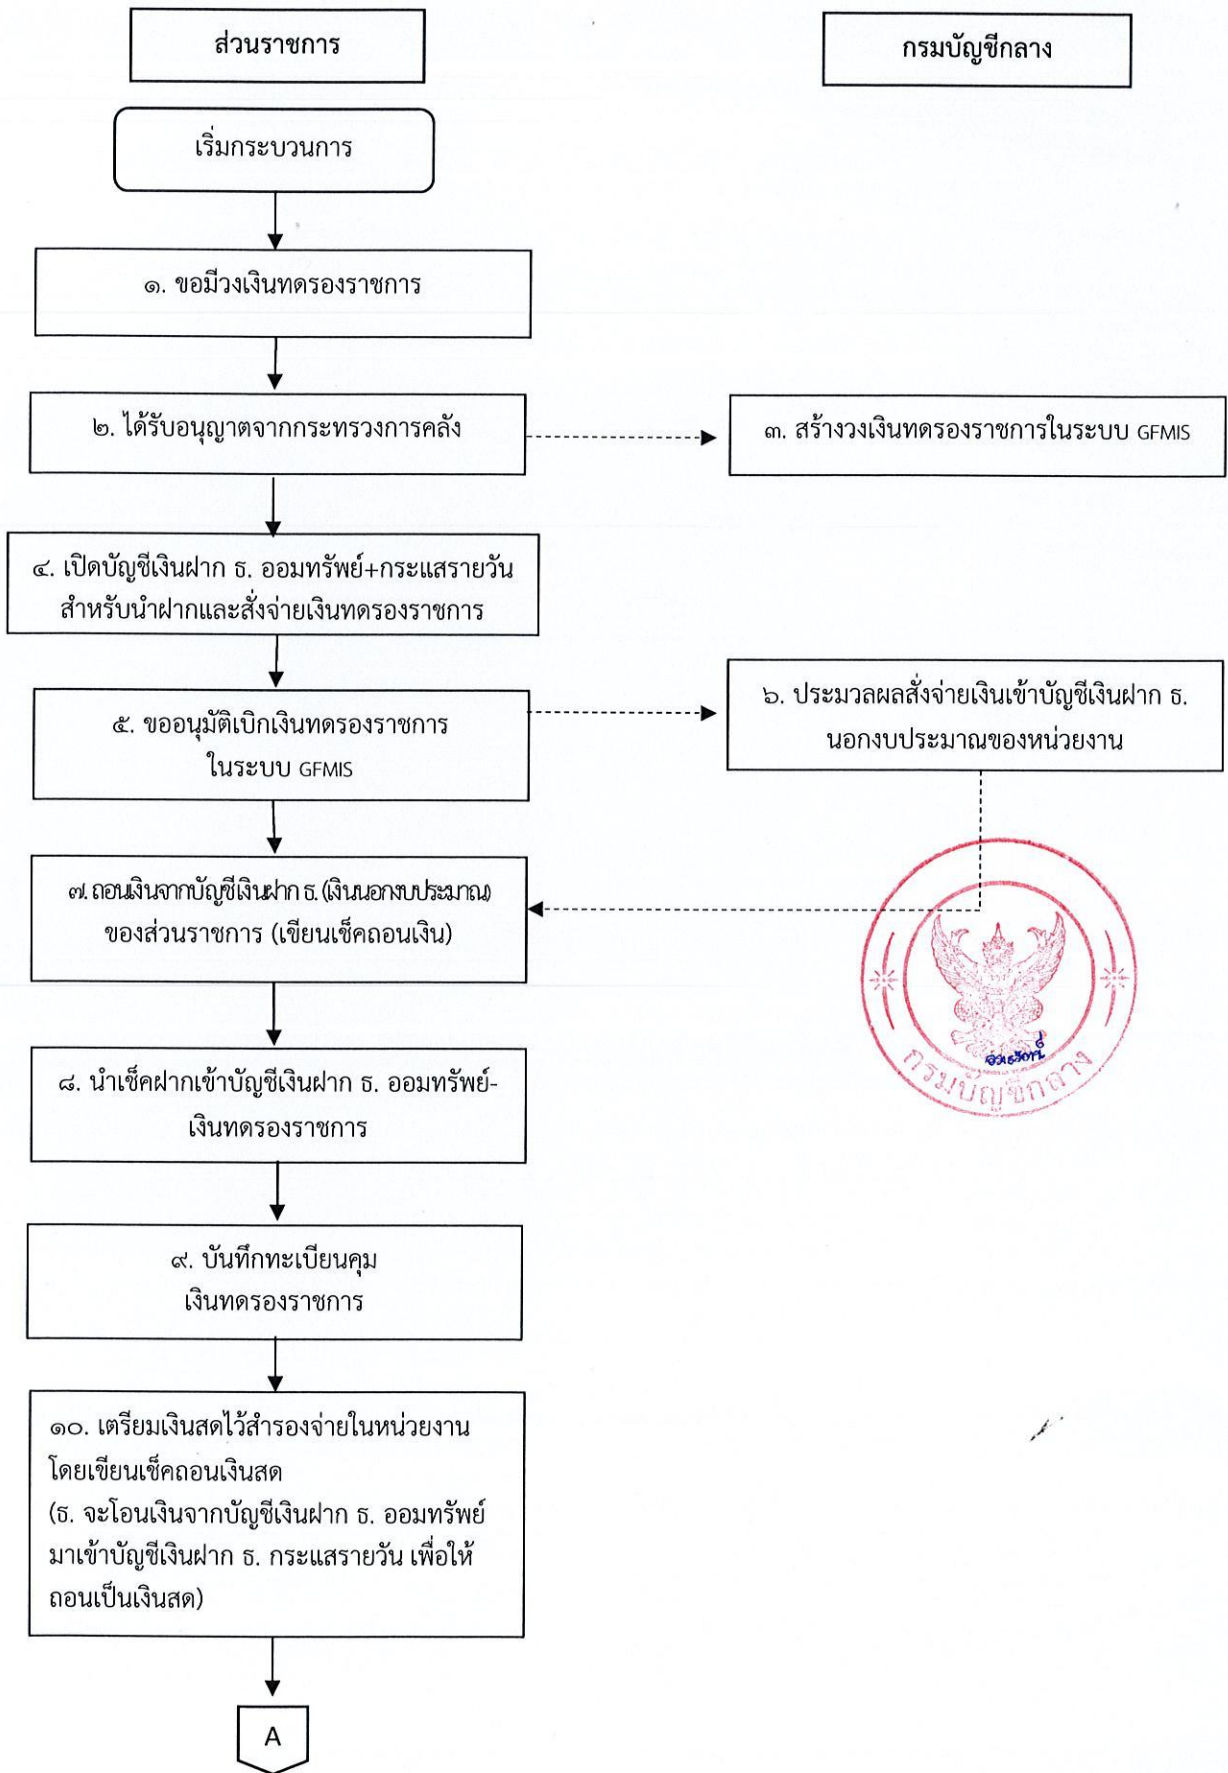 ส่วนราชการ
กรมบัญชีกลาง
เริ่มกระบวนการ
๑. ขอมีวงเงินทดรองราชการ
๒. ได้รับอนุญาตจากกระทรวงการคลัง
๓. สร้างวงเงินทดรองราชการในระบบ GFMIS
๔. เปิดบัญชีเงินฝาก ธ. ออมทรัพย์+กระแสรายวัน
สำหรับนำฝากและสั่งจ่ายเงินทดรองราชการ
๕. ขออนุมัติเบิกเงินทดรองราชการ
ในระบบ GFMIS
๖. ประมวลผลสั่งจ่ายเงินเข้าบัญชีเงินฝาก ธ.
นอกงบประมาณของหน่วยงาน
๗. ถอนเงินจากบัญชีเงินฝาก ธ. (เงินนอกงบประมาณ)
ของส่วนราชการ (เขียนเช็คถอนเงิน)
กรมบัญชีกลาง
๘. นำเช็คฝากเข้าบัญชีเงินฝาก ธ. ออมทรัพย์-
เงินทดรองราชการ
๙. บันทึกทะเบียนคุม
เงินทดรองราชการ
๑๐. เตรียมเงินสดไว้สำรองจ่ายในหน่วยงาน
โดยเขียนเช็คถอนเงินสด
(ธ. จะโอนเงินจากบัญชีเงินฝาก ธ. ออมทรัพย์
มาเข้าบัญชีเงินฝาก ธ. กระแสรายวัน เพื่อให้
ถอนเป็นเงินสด)
A